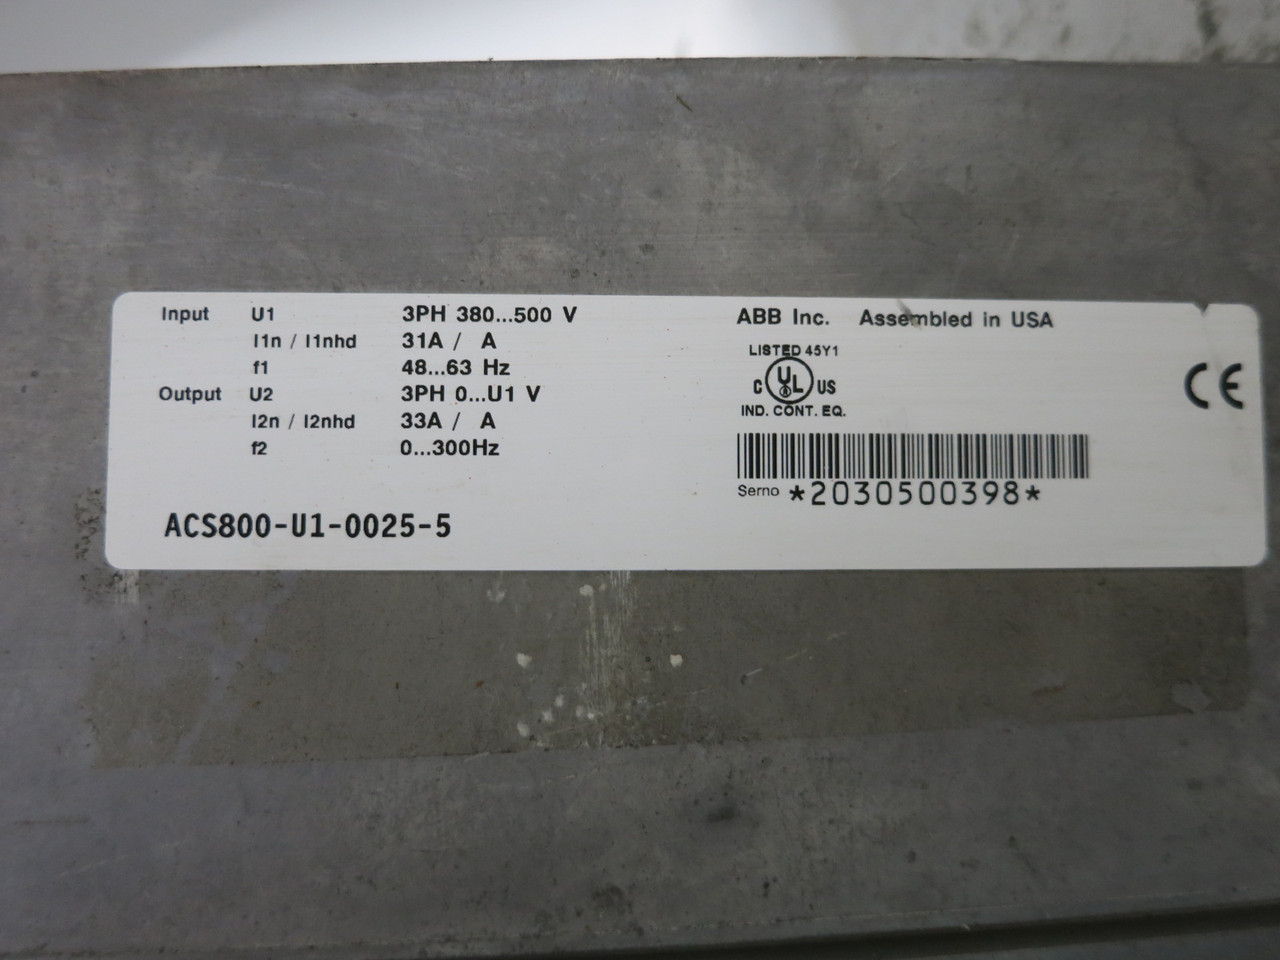 Input U1 3PH 380...500 V
I1n / I1nhd 31A / A
f1 48...63 Hz
Output U2 3PH 0...U1 V
I2n / I2nhd 33A / A
f2 0...300Hz
ACS800-U1-0025-5
ABB Inc. Assembled in USA
LISTED 45Y1
C UL US
IND. CONT. EQ.
Serno *2030500398*
CE